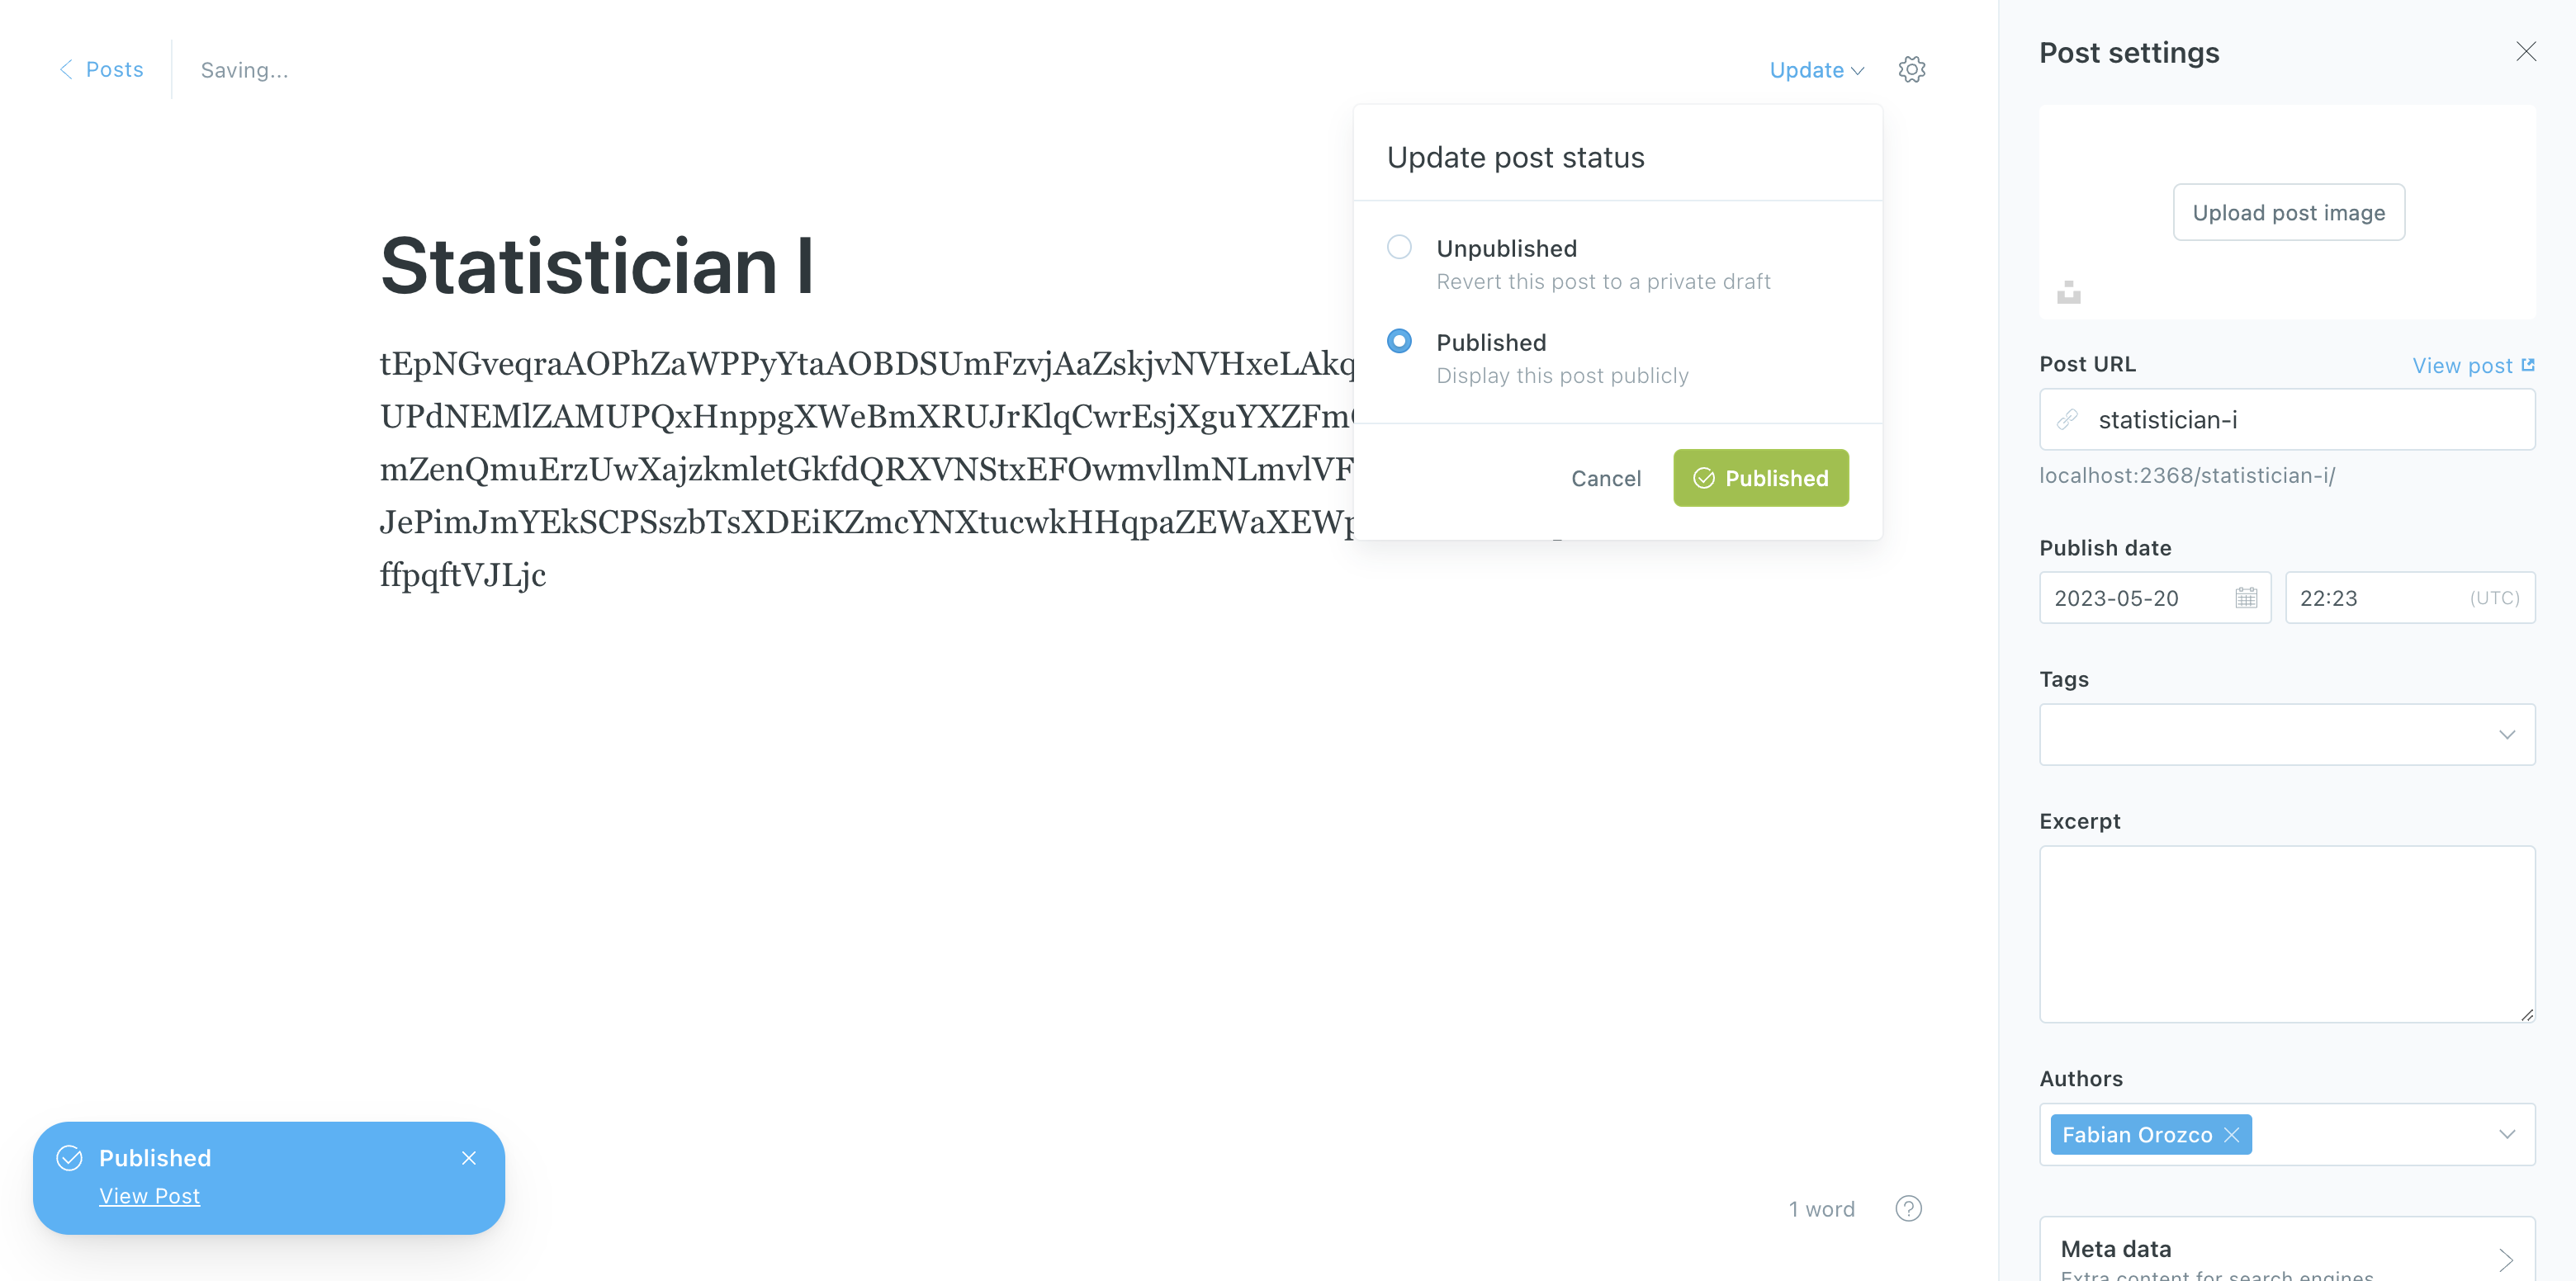 Posts
Saving...
Update
Update post status
Unpublished
Revert this post to a private draft
Published
Display this post publicly
Cancel
Published
Statistician I
tEpNGveqraAOPhZaWPPyYtaAOBDSUmFzvjAaZskjvNVHxeLAkq
UPdNEMlZAMUPQxHnppgXWeBmXRUJrKlqCwrEsjXguYXZFm
mZenQmuErzUwXajzkmletGkfdQRXVNStxEFOwmvllmNLmvlVF
JePimJmYEkSCPSszbTsXDEiKZmcYNXtucwkHHqpaZEWaXEWp
ffpqftVJLjc
Published
View Post
1 word
Post settings
Upload post image
Post URL
View post
statistician-i
localhost:2368/statistician-i/
Publish date
2023-05-20
22:23
(UTC)
Tags
Excerpt
Authors
Fabian Orozco
Meta data
Extra content for search engines